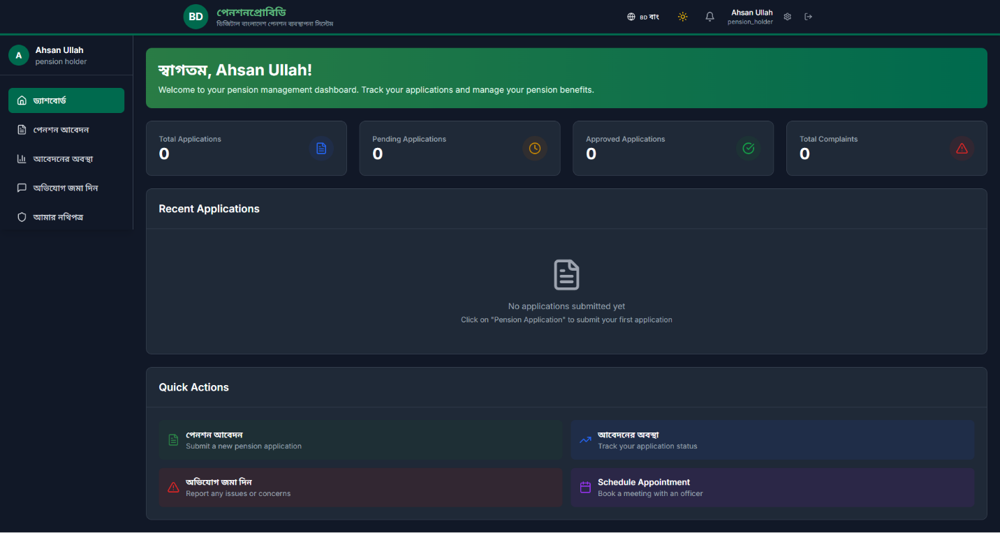 BD
পেনশনপ্রোবিডি
ডিজিটাল বাংলাদেশ পেনশন ব্যবস্থাপনা সিস্টেম
BD বাং
Ahsan Ullah
pension_holder
A
Ahsan Ullah
pension holder
ড্যাশবোর্ড
পেনশন আবেদন
আবেদনের অবস্থা
অভিযোগ জমা দিন
আমার নথিপত্র
স্বাগতম, Ahsan Ullah!
Welcome to your pension management dashboard. Track your applications and manage your pension benefits.
Total Applications
0
Pending Applications
0
Approved Applications
0
Total Complaints
0
Recent Applications
No applications submitted yet
Click on "Pension Application" to submit your first application
Quick Actions
পেনশন আবেদন
Submit a new pension application
আবেদনের অবস্থা
Track your application status
অভিযোগ জমা দিন
Report any issues or concerns
Schedule Appointment
Book a meeting with an officer